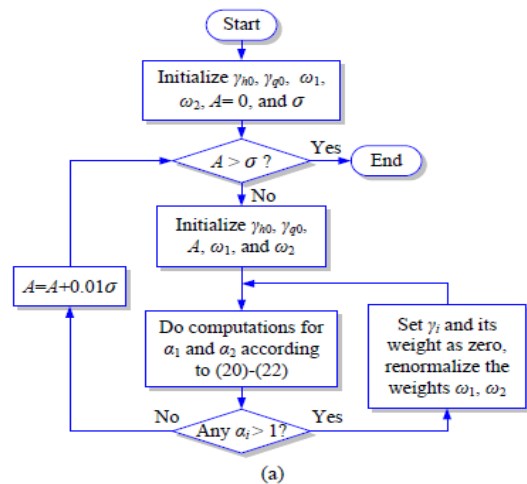 Start
Initialize γh0, γq0, ω1,
ω2, A= 0, and σ
A > σ ?
Yes
End
No
Initialize γh0, γq0,
A, ω1, and ω2
A=A+0.01σ
Do computations for
α1 and α2 according
to (20)-(22)
Set γi and its
weight as zero,
renormalize the
weights ω1, ω2
No
Any αi > 1?
Yes
(a)